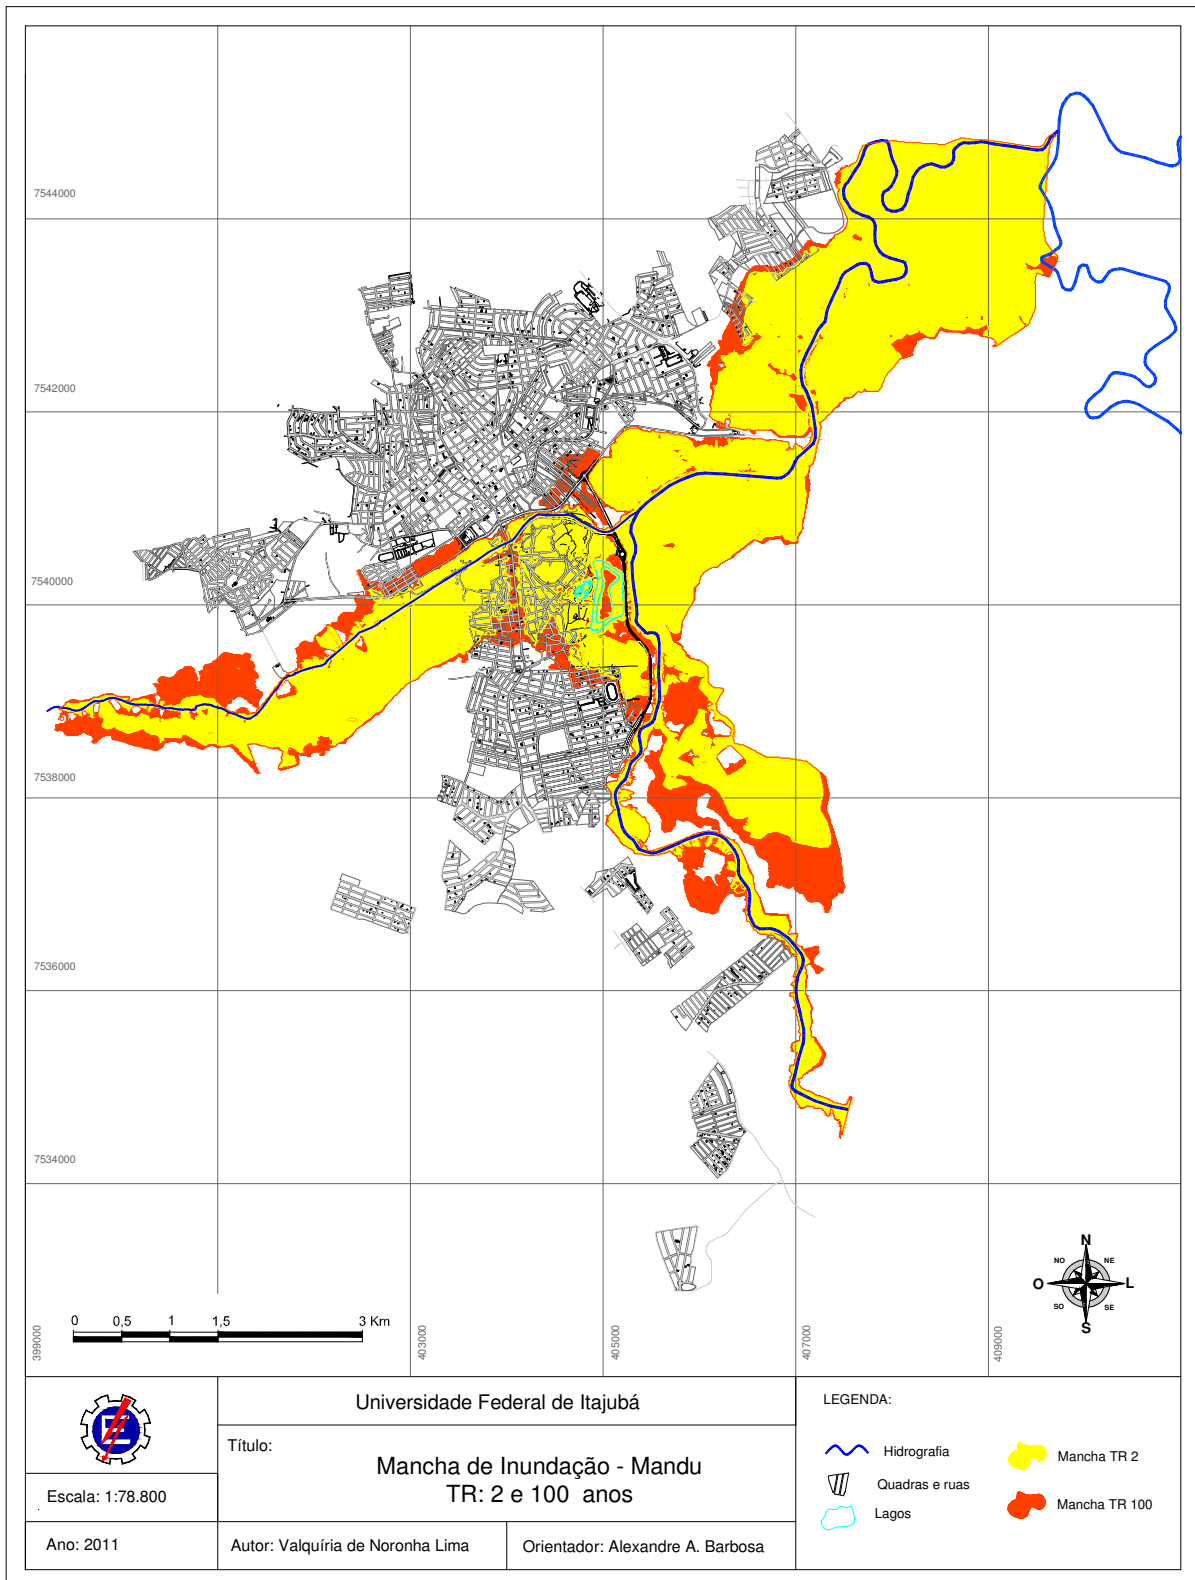 7544000
7542000
7540000
7538000
7536000
7534000
N
NO
NE
O
L
SO
SE
S
0 0,5 1 1,5 3 Km
399000
403000
405000
407000
409000
Universidade Federal de Itajubá
LEGENDA:
Título:
Mancha de Inundação - Mandu
TR: 2 e 100 anos
Hidrografia
Mancha TR 2
Quadras e ruas
Mancha TR 100
Lagos
E
Escala: 1:78.800
Ano: 2011
Autor: Valquíria de Noronha Lima
Orientador: Alexandre A. Barbosa